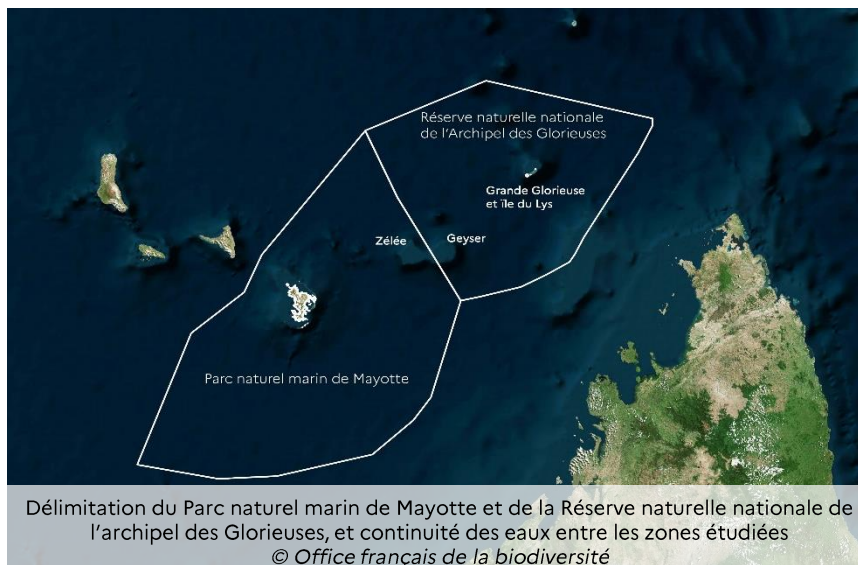 Réserve naturelle nationale
de l'Archipel des Glorieuses
Grande Glorieuse
et île du Lys
Zélée
Geyser
Parc naturel marin de Mayotte
Délimitation du Parc naturel marin de Mayotte et de la Réserve naturelle nationale de
l'archipel des Glorieuses, et continuité des eaux entre les zones étudiées
© Office français de la biodiversité